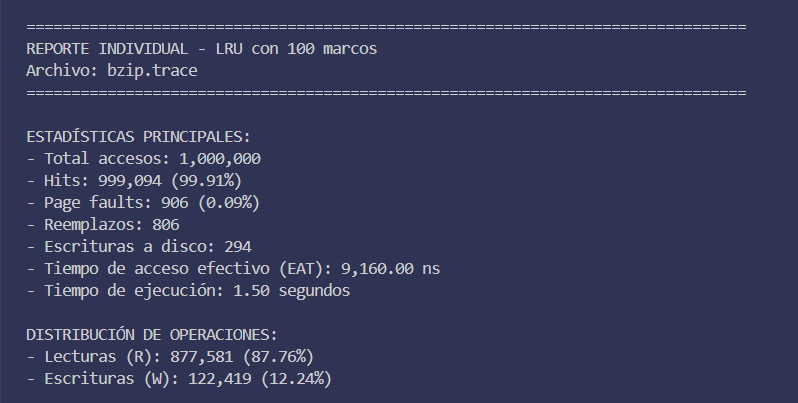 ================================================================================
REPORTE INDIVIDUAL - LRU con 100 marcos
Archivo: bzip.trace
================================================================================
ESTADÍSTICAS PRINCIPALES:
- Total accesos: 1,000,000
- Hits: 999,094 (99.91%)
- Page faults: 906 (0.09%)
- Reemplazos: 806
- Escrituras a disco: 294
- Tiempo de acceso efectivo (EAT): 9,160.00 ns
- Tiempo de ejecución: 1.50 segundos
DISTRIBUCIÓN DE OPERACIONES:
- Lecturas (R): 877,581 (87.76%)
- Escrituras (W): 122,419 (12.24%)